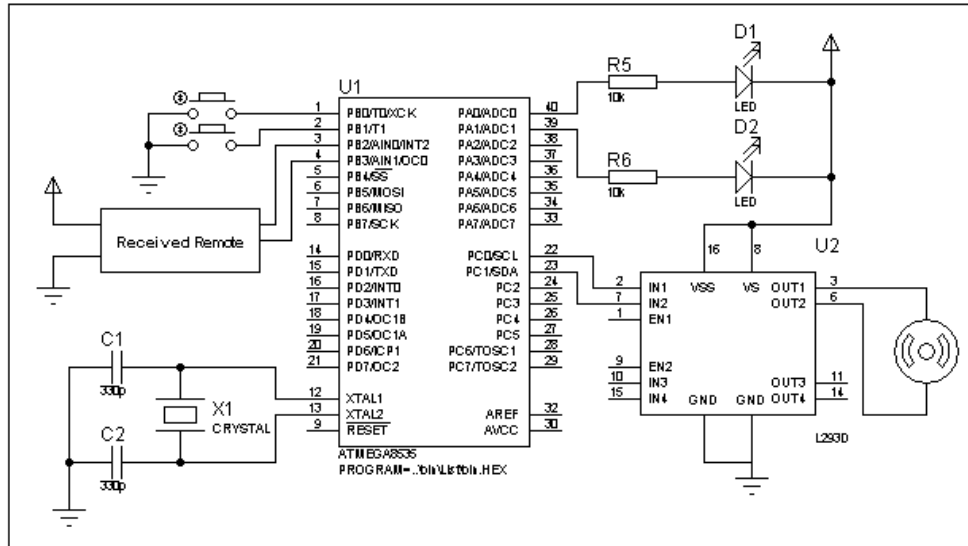 D1
LED
R5
10k
D2
LED
R6
10k
U1
1 PB0/T0/XCK
2 PB1/T1
3 PB2/AIN0/INT2
4 PB3/AIN1/OC0
5 PB4/SS
6 PB5/MOSI
7 PB6/MISO
8 PB7/SCK
14 PD0/RXD
15 PD1/TXD
16 PD2/INT0
17 PD3/INT1
18 PD4/OC1B
19 PD5/OC1A
20 PD6/ICP1
21 PD7/OC2
12 XTAL1
13 XTAL2
9 RESET
PA0/ADC0 40
PA1/ADC1 39
PA2/ADC2 38
PA3/ADC3 37
PA4/ADC4 36
PA5/ADC5 35
PA6/ADC6 34
PA7/ADC7 33
PC0/SCL 22
PC1/SDA 23
PC2 24
PC3 25
PC4 26
PC5 27
PC6/TOSC1 28
PC7/TOSC2 29
AREF 32
AVCC 30
ATMEGA8535
PROGRAM=..\bin\Listfbin.HEX
Received Remote
C1
330p
X1
CRYSTAL
C2
330p
U2
16 8
VSS VS
2 IN1
7 IN2
1 EN1
9 EN2
10 IN3
15 IN4
OUT1 3
OUT2 6
OUT3 11
OUT4 14
GND GND
L293D